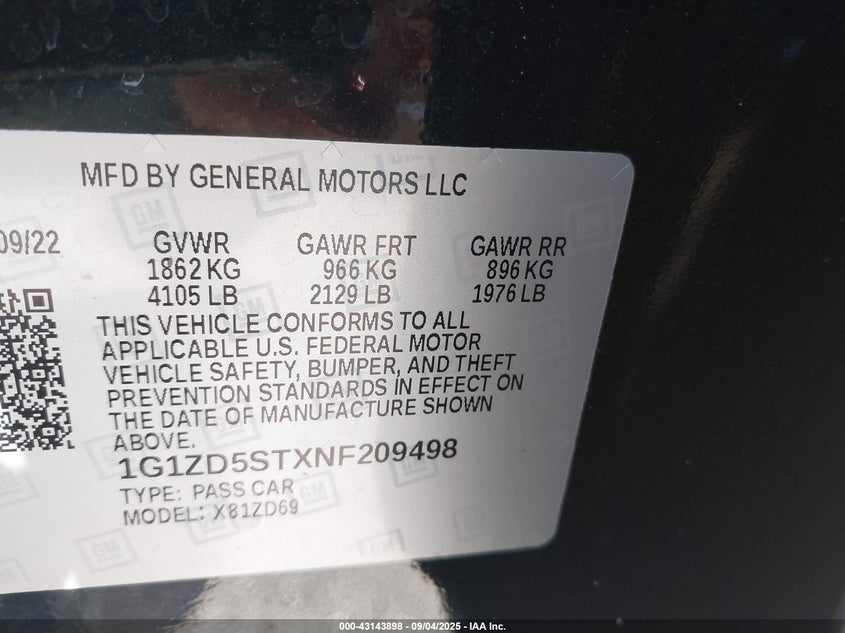 MFD BY GENERAL MOTORS LLC
09/22 GVWR GAWR FRT GAWR RR
1862 KG 966 KG 896 KG
4105 LB 2129 LB 1976 LB
THIS VEHICLE CONFORMS TO ALL
APPLICABLE U.S. FEDERAL MOTOR
VEHICLE SAFETY, BUMPER, AND THEFT
PREVENTION STANDARDS IN EFFECT ON
THE DATE OF MANUFACTURE SHOWN
ABOVE.
1G1ZD5STXNF209498
TYPE: PASS CAR
MODEL: X81ZD69
GM
000-43143898 - 09/04/2025 - IAA Inc.